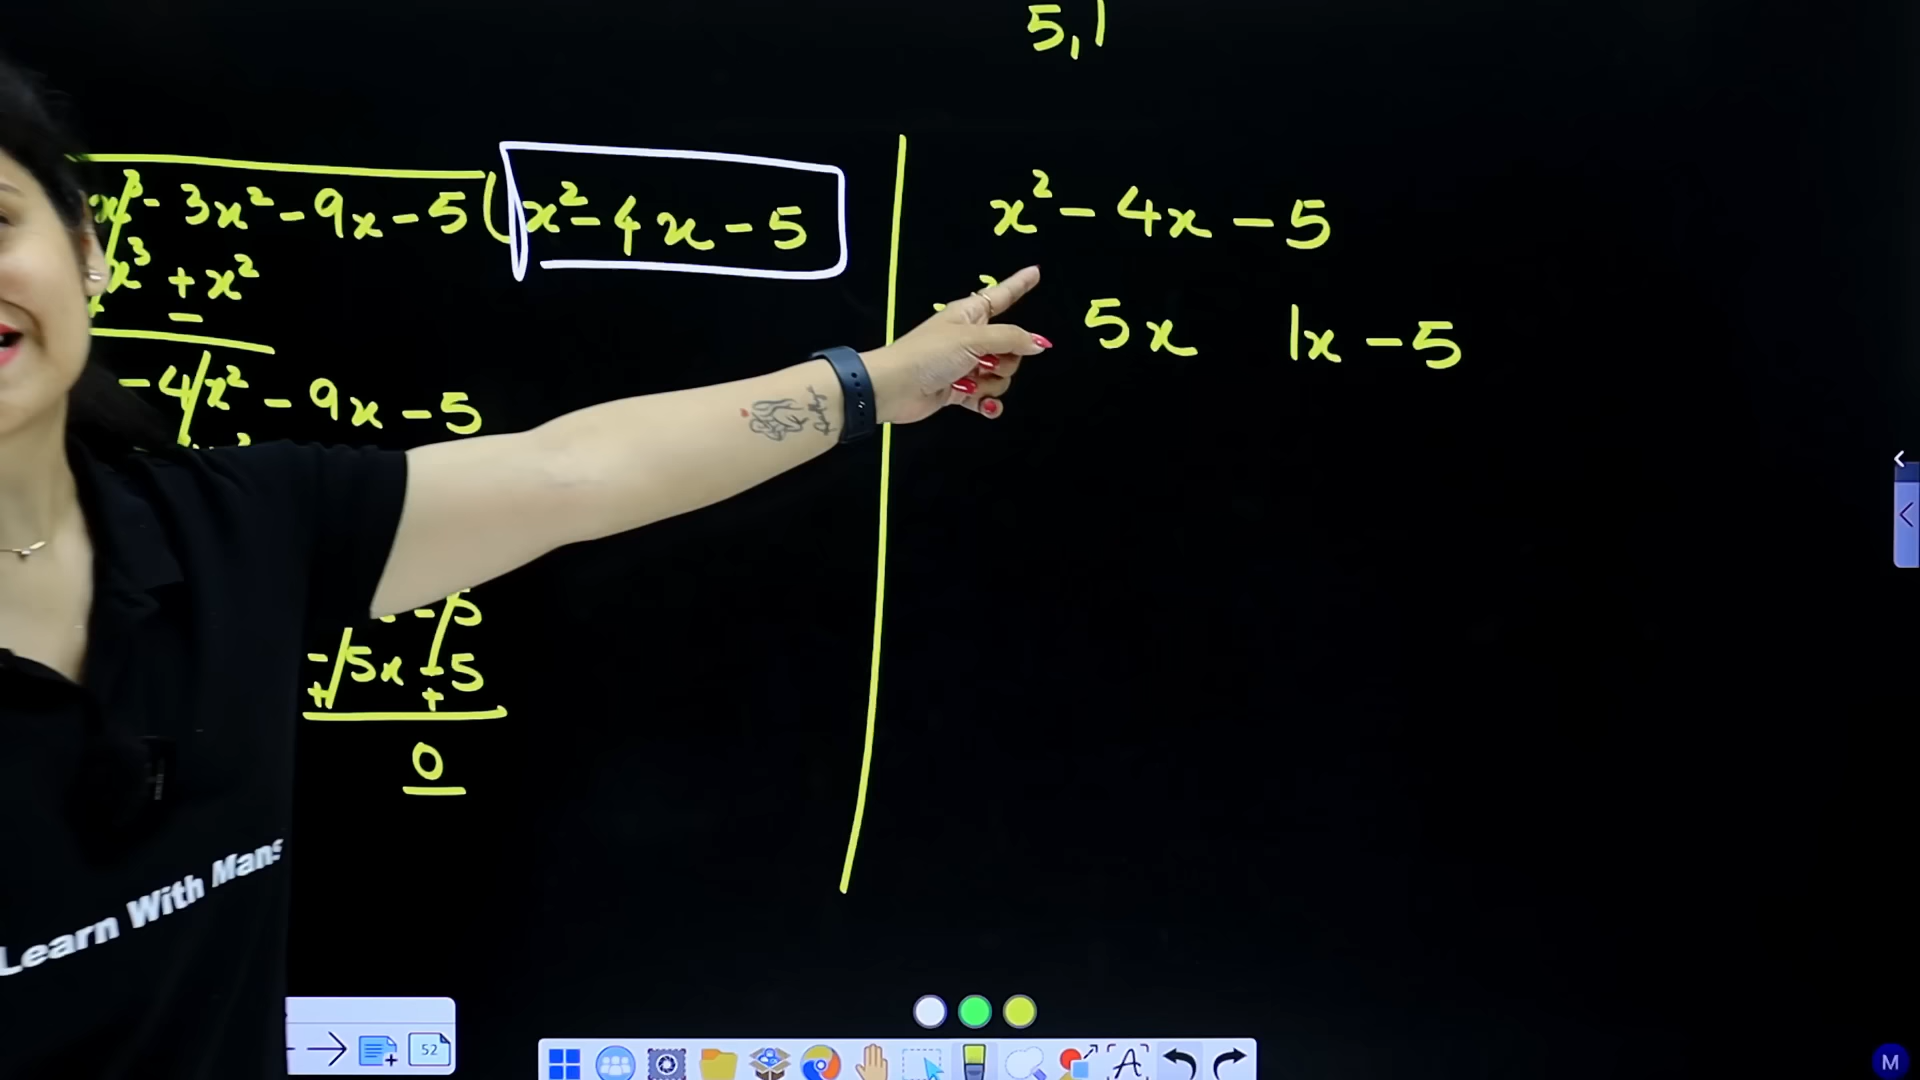 5,1
x³ - 3x² - 9x - 5 ( x² - 4x - 5
x³ + x²
-
- 4x² - 9x - 5
- 5
- 5x - 5
+ +
0
x² - 4x - 5
5x 1x - 5
Learn With Mans
52
A
M